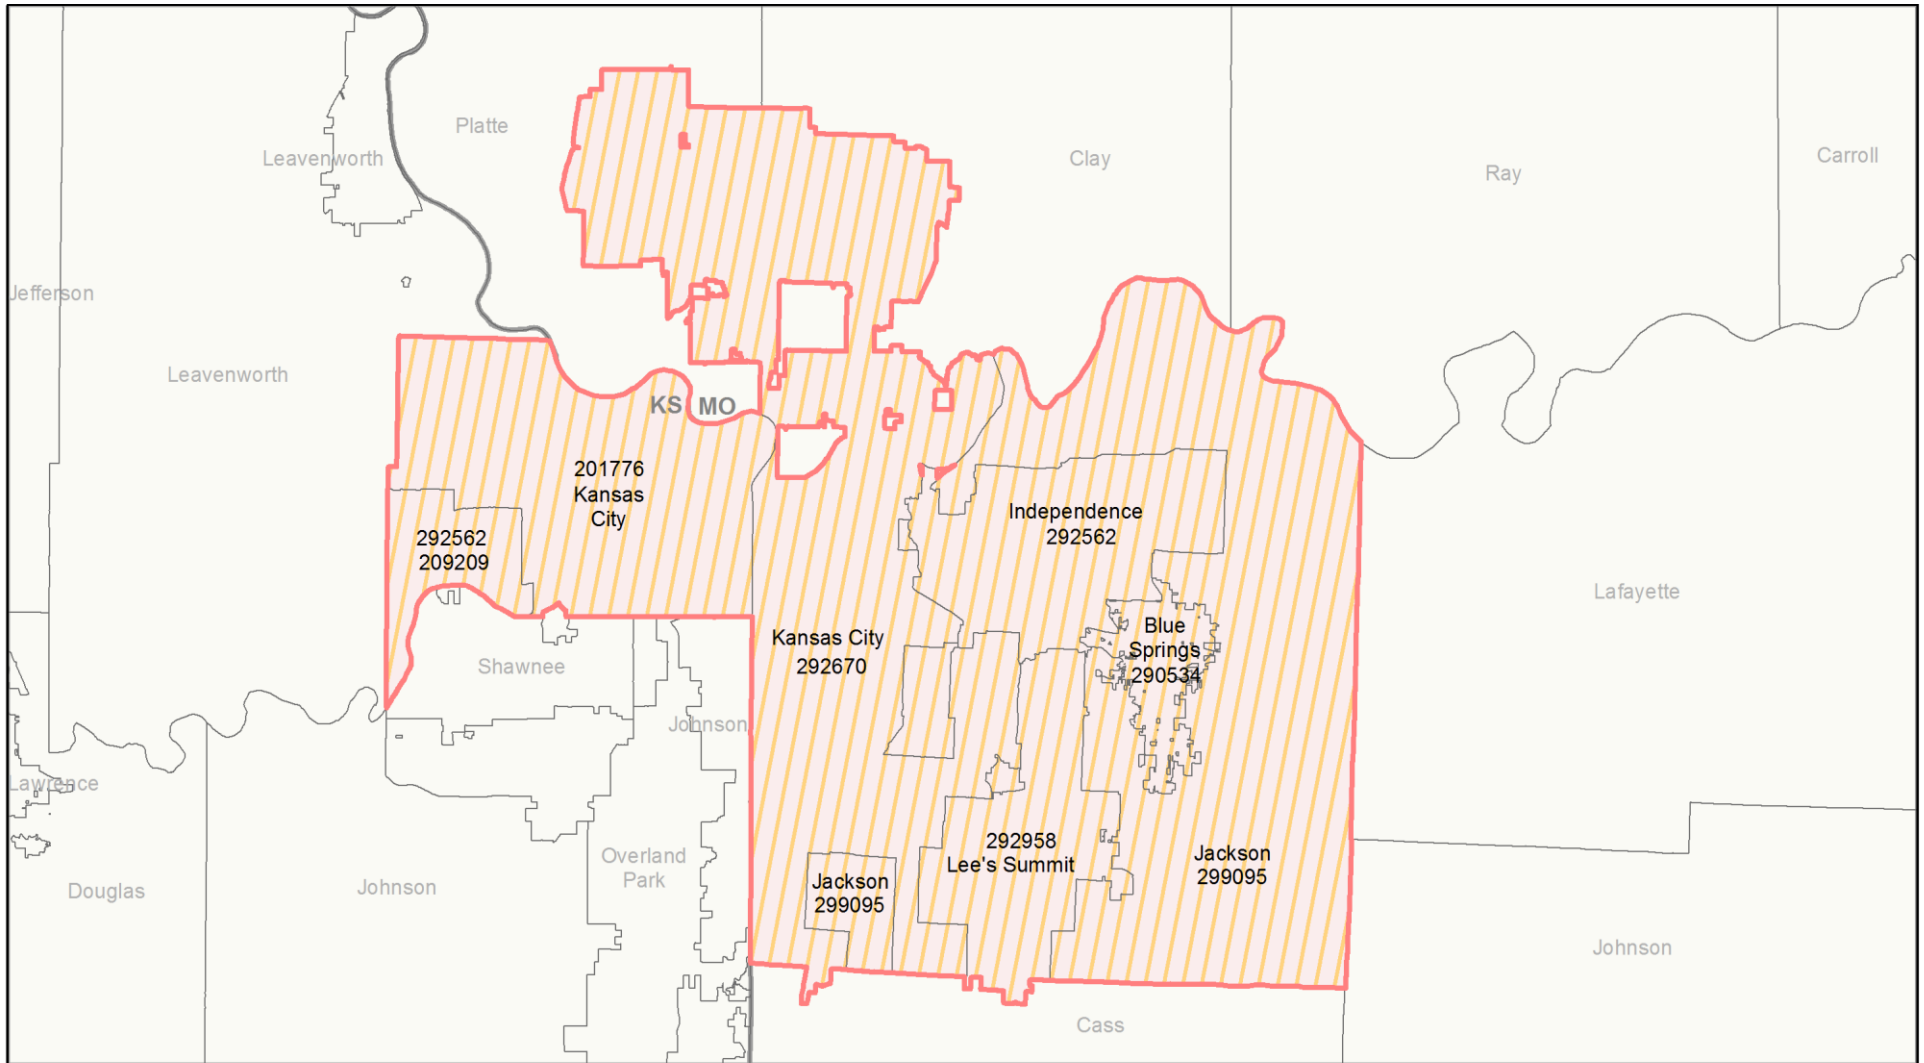 Platte
Leavenworth
Clay
Ray
Carroll
Jefferson
Leavenworth
KS
MO
201776
Kansas
City
292562
209209
Independence
292562
Lafayette
Kansas City
292670
Blue
Springs
290534
Shawnee
Johnson
Lawrence
292958
Lee's Summit
Jackson
299095
Jackson
299095
Overland
Park
Douglas
Johnson
Johnson
Cass